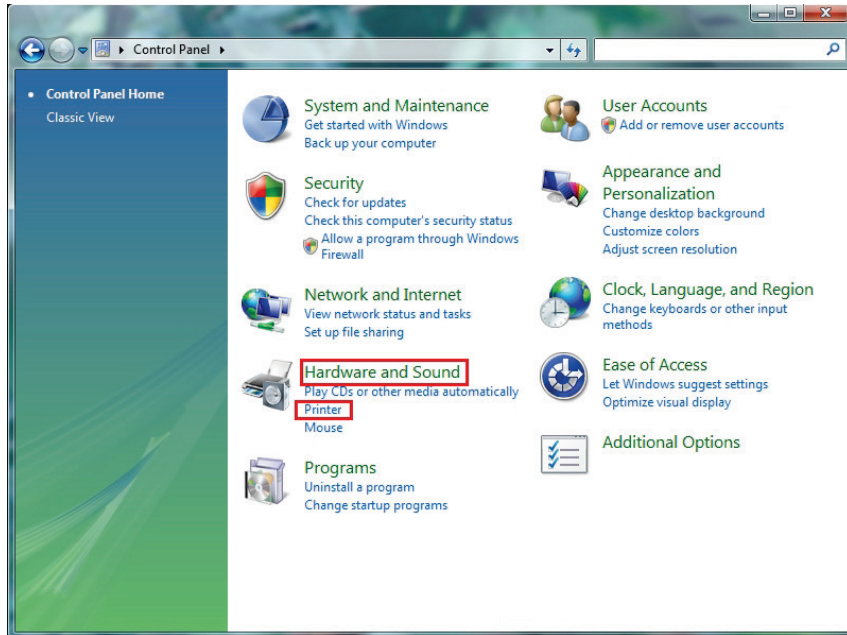 Control Panel
Control Panel Home
Classic View
System and Maintenance
Get started with Windows
Back up your computer
Security
Check for updates
Check this computer's security status
Allow a program through Windows
Firewall
Network and Internet
View network status and tasks
Set up file sharing
Hardware and Sound
Play CDs or other media automatically
Printer
Mouse
Programs
Uninstall a program
Change startup programs
User Accounts
Add or remove user accounts
Appearance and
Personalization
Change desktop background
Customize colors
Adjust screen resolution
Clock, Language, and Region
Change keyboards or other input
methods
Ease of Access
Let Windows suggest settings
Optimize visual display
Additional Options